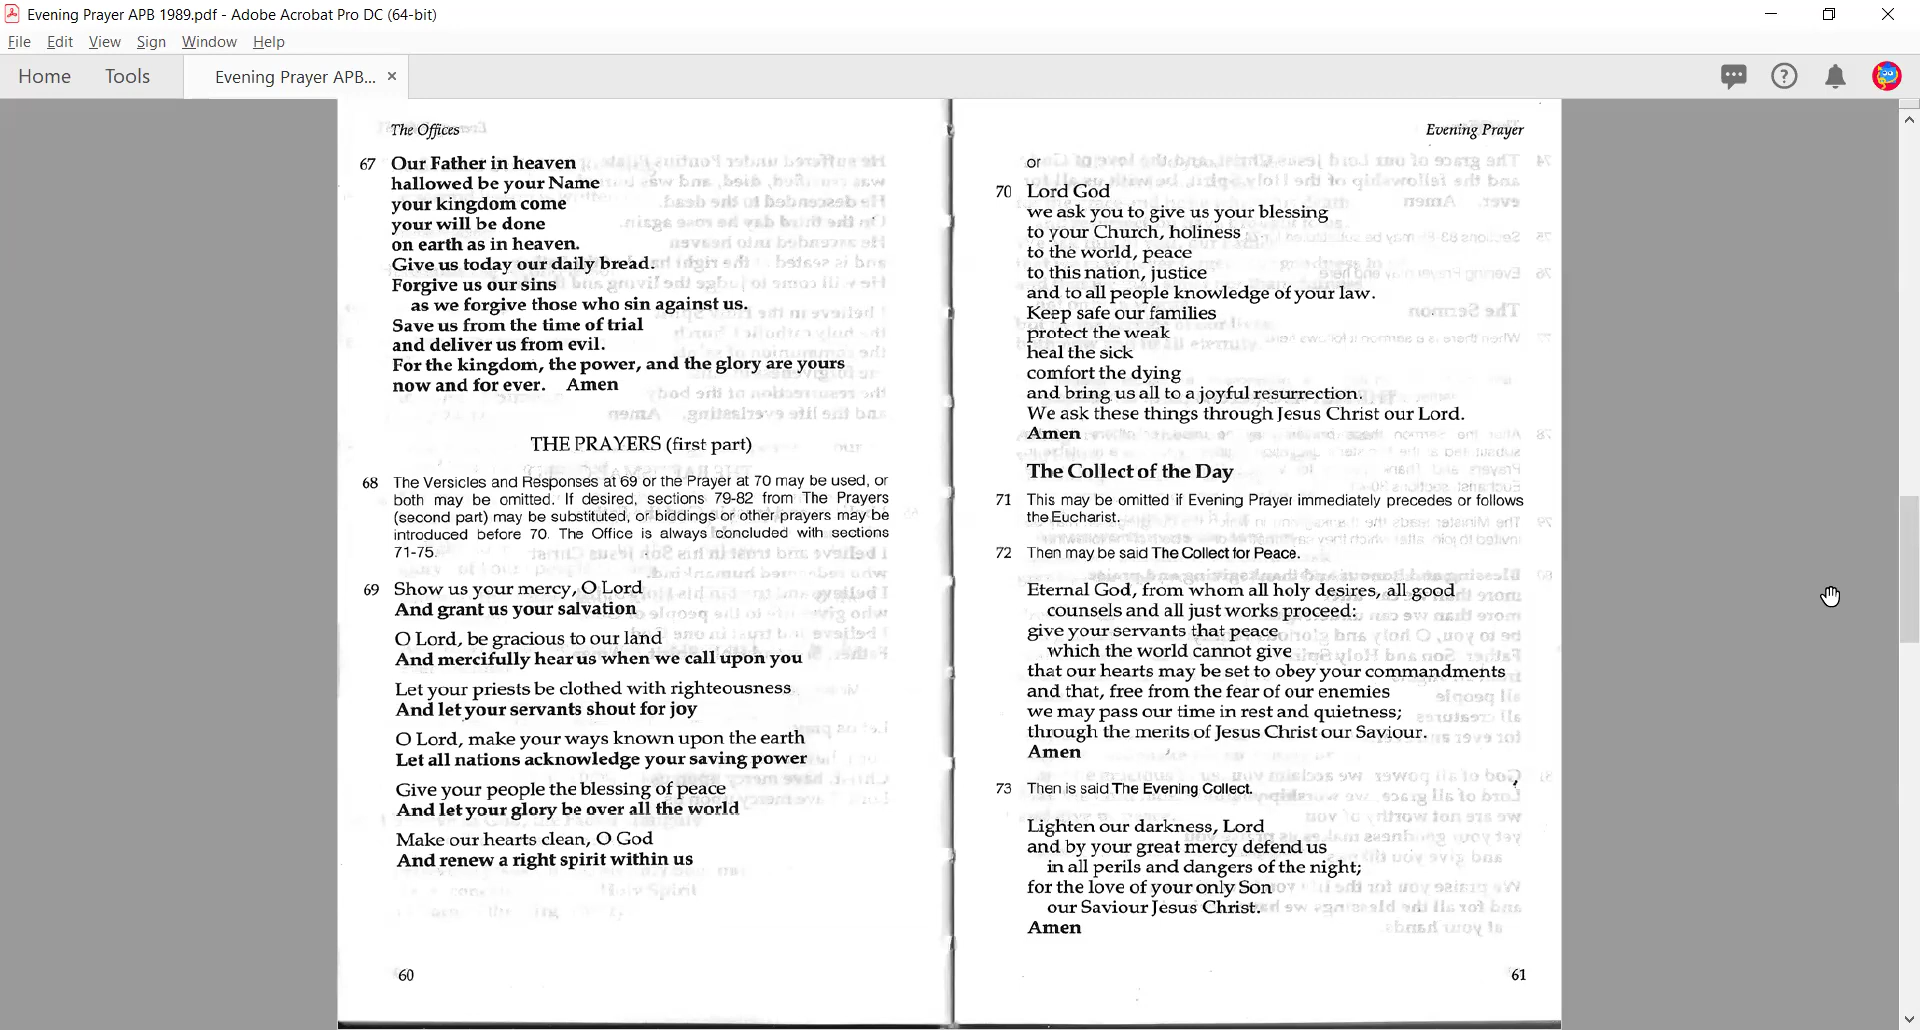 Evening Prayer APB 1989.pdf - Adobe Acrobat Pro DC (64-bit)
File Edit View Sign Window Help
Home Tools Evening Prayer APB... ×
The Offices
67 Our Father in heaven
hallowed be your Name
your kingdom come
your will be done
on earth as in heaven.
Give us today our daily bread.
Forgive us our sins
as we forgive those who sin against us.
Save us from the time of trial
and deliver us from evil.
For the kingdom, the power, and the glory are yours
now and for ever. Amen
THE PRAYERS (first part)
68 The Versicles and Responses at 69 or the Prayer at 70 may be used, or
both may be omitted. If desired, sections 79-82 from The Prayers
(second part) may be substituted, or biddings or other prayers may be
introduced before 70. The Office is always concluded with sections
71-75.
69 Show us your mercy, O Lord
And grant us your salvation
O Lord, be gracious to our land
And mercifully hear us when we call upon you
Let your priests be clothed with righteousness
And let your servants shout for joy
O Lord, make your ways known upon the earth
Let all nations acknowledge your saving power
Give your people the blessing of peace
And let your glory be over all the world
Make our hearts clean, O God
And renew a right spirit within us
60
Evening Prayer
or
70 Lord God
we ask you to give us your blessing
to your Church, holiness
to the world, peace
to this nation, justice
and to all people knowledge of your law.
Keep safe our families
protect the weak
heal the sick
comfort the dying
and bring us all to a joyful resurrection.
We ask these things through Jesus Christ our Lord.
Amen
The Collect of the Day
71 This may be omitted if Evening Prayer immediately precedes or follows
the Eucharist.
72 Then may be said The Collect for Peace.
Eternal God, from whom all holy desires, all good
counsels and all just works proceed:
give your servants that peace
which the world cannot give
that our hearts may be set to obey your commandments
and that, free from the fear of our enemies
we may pass our time in rest and quietness;
through the merits of Jesus Christ our Saviour.
Amen
73 Then is said The Evening Collect.
Lighten our darkness, Lord
and by your great mercy defend us
in all perils and dangers of the night;
for the love of your only Son
our Saviour Jesus Christ.
Amen
61